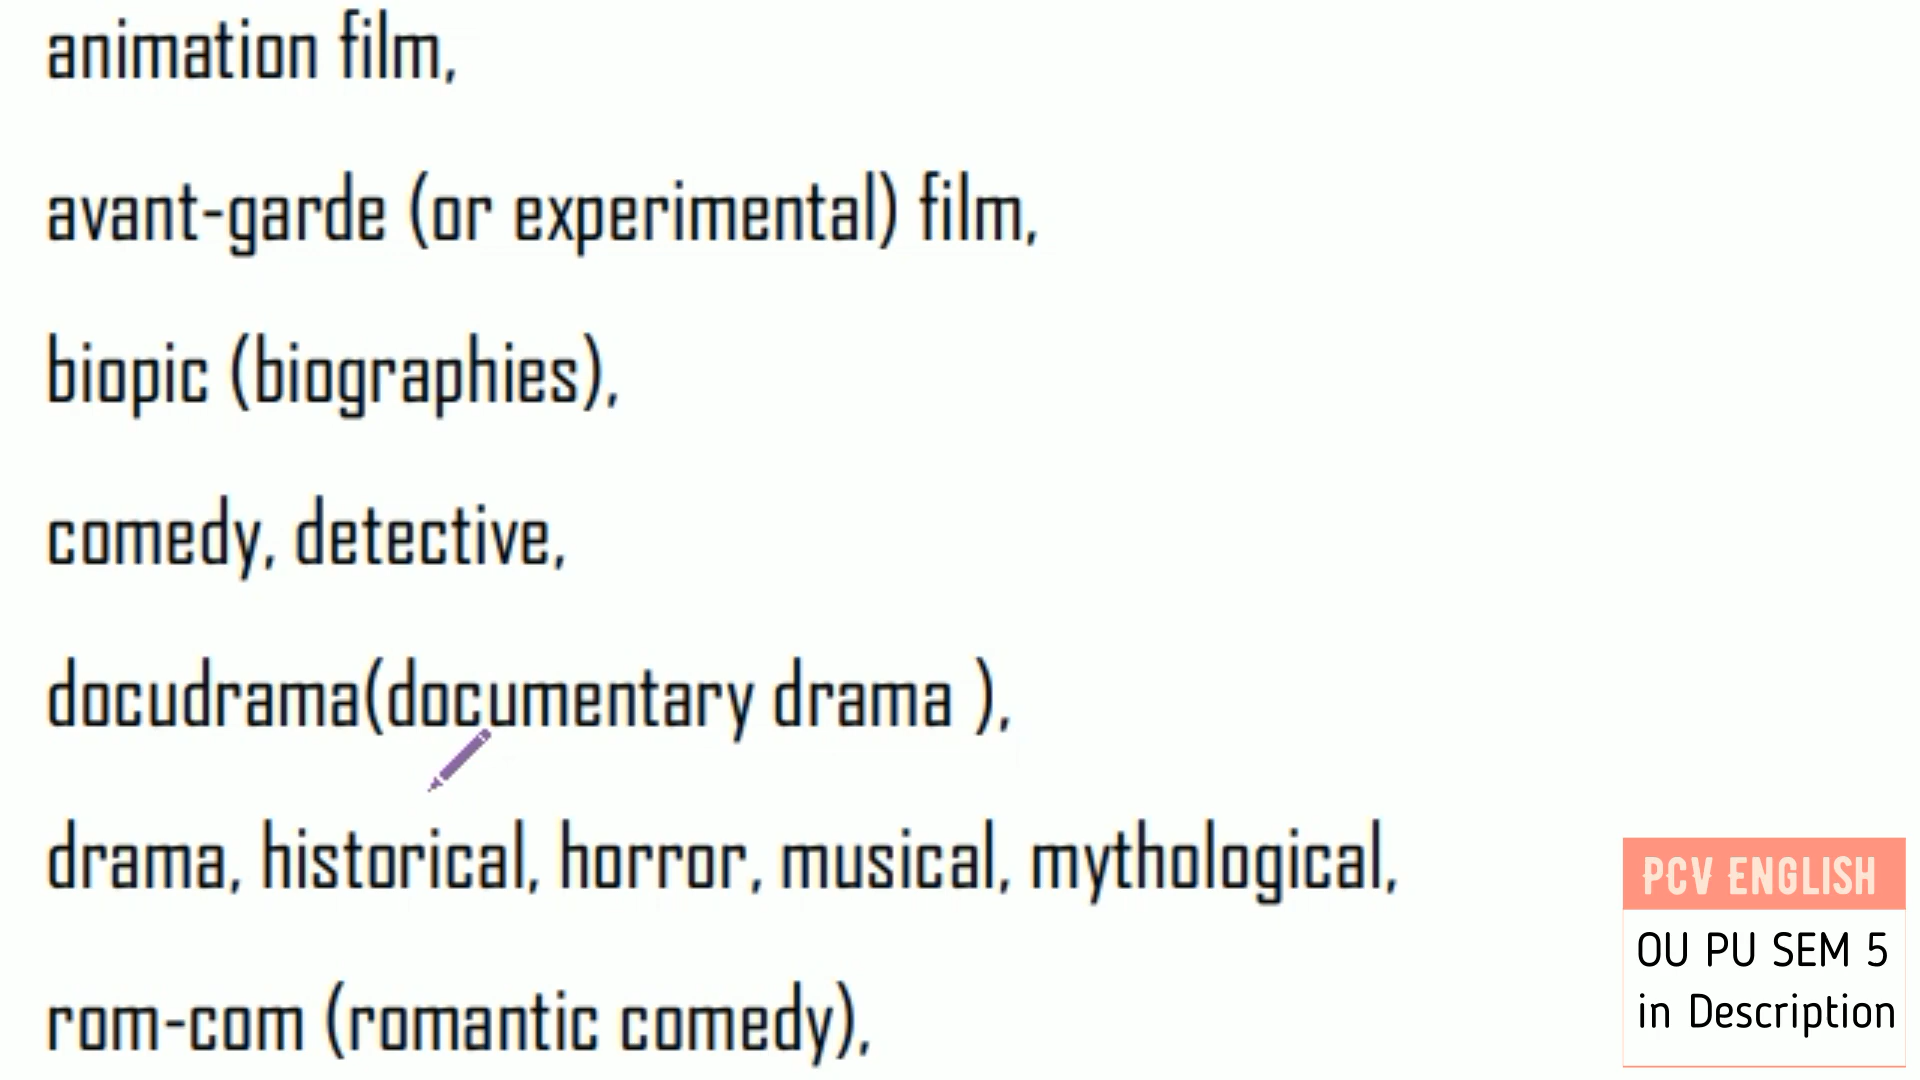 animation film,
avant-garde (or experimental) film,
biopic (biographies),
comedy, detective,
docudrama(documentary drama ),
drama, historical, horror, musical, mythological,
rom-com (romantic comedy),
PCV ENGLISH
OU PU SEM 5
in Description